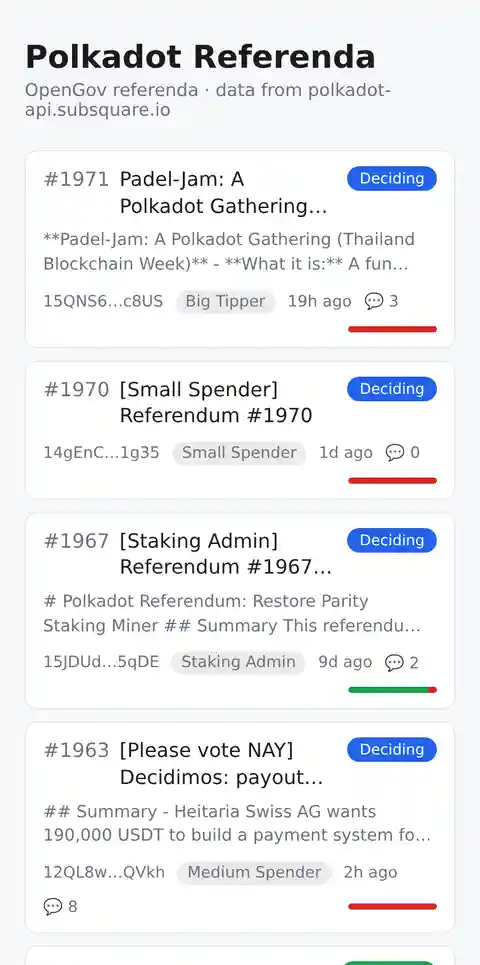 Polkadot Referenda
OpenGov referenda · data from polkadot-
api.subsquare.io
#1971 Padel-Jam: A Deciding
Polkadot Gathering…
**Padel-Jam: A Polkadot Gathering (Thailand
Blockchain Week)** - **What it is:** A fun…
15QNS6…c8US Big Tipper 19h ago 💬 3
#1970 [Small Spender] Deciding
Referendum #1970
14gEnC…1g35 Small Spender 1d ago 💬 0
#1967 [Staking Admin] Deciding
Referendum #1967…
# Polkadot Referendum: Restore Parity
Staking Miner ## Summary This referendu…
15JDUd…5qDE Staking Admin 9d ago 💬 2
#1963 [Please vote NAY] Deciding
Decidimos: payout…
## Summary - Heitaria Swiss AG wants
190,000 USDT to build a payment system fo…
12QL8w…QVkh Medium Spender 2h ago
💬 8